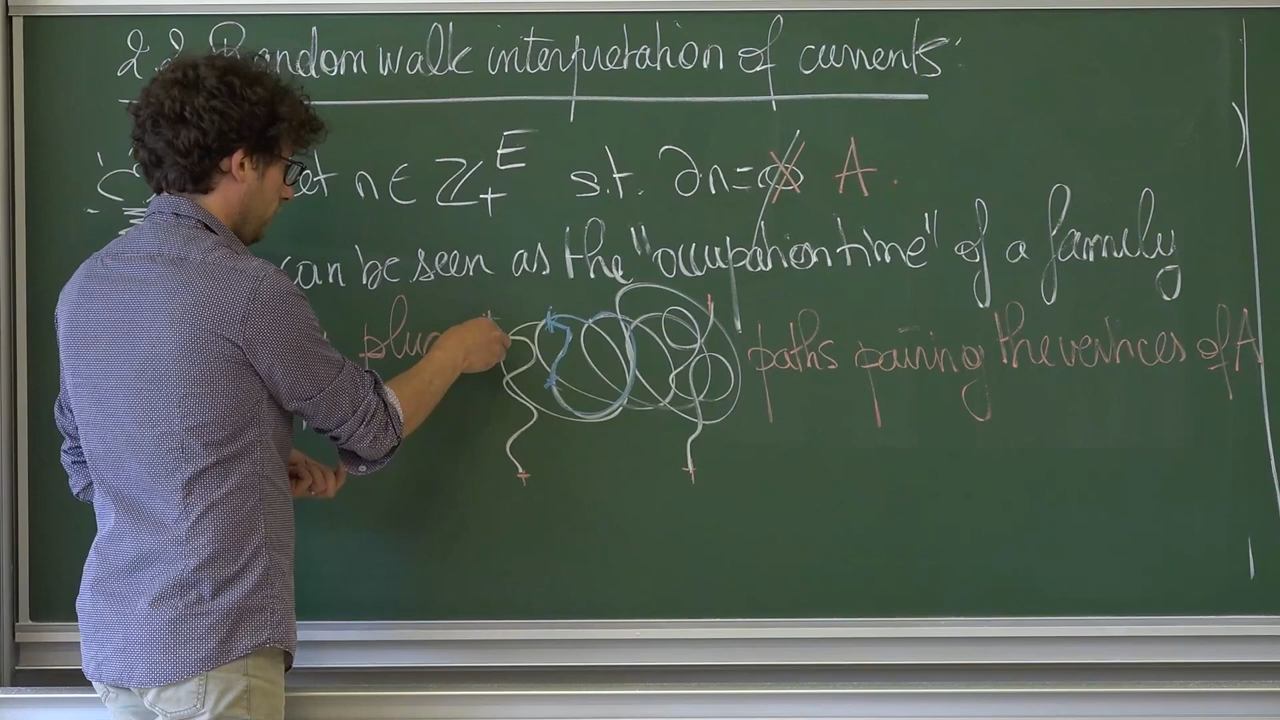 2.2 Random walk interpretation of currents:
Let n ∈ ℤ₊^E s.t. ∂n = ∅ A.
can be seen as the "occupation time" of a family
plus paths pairing the vertices of A